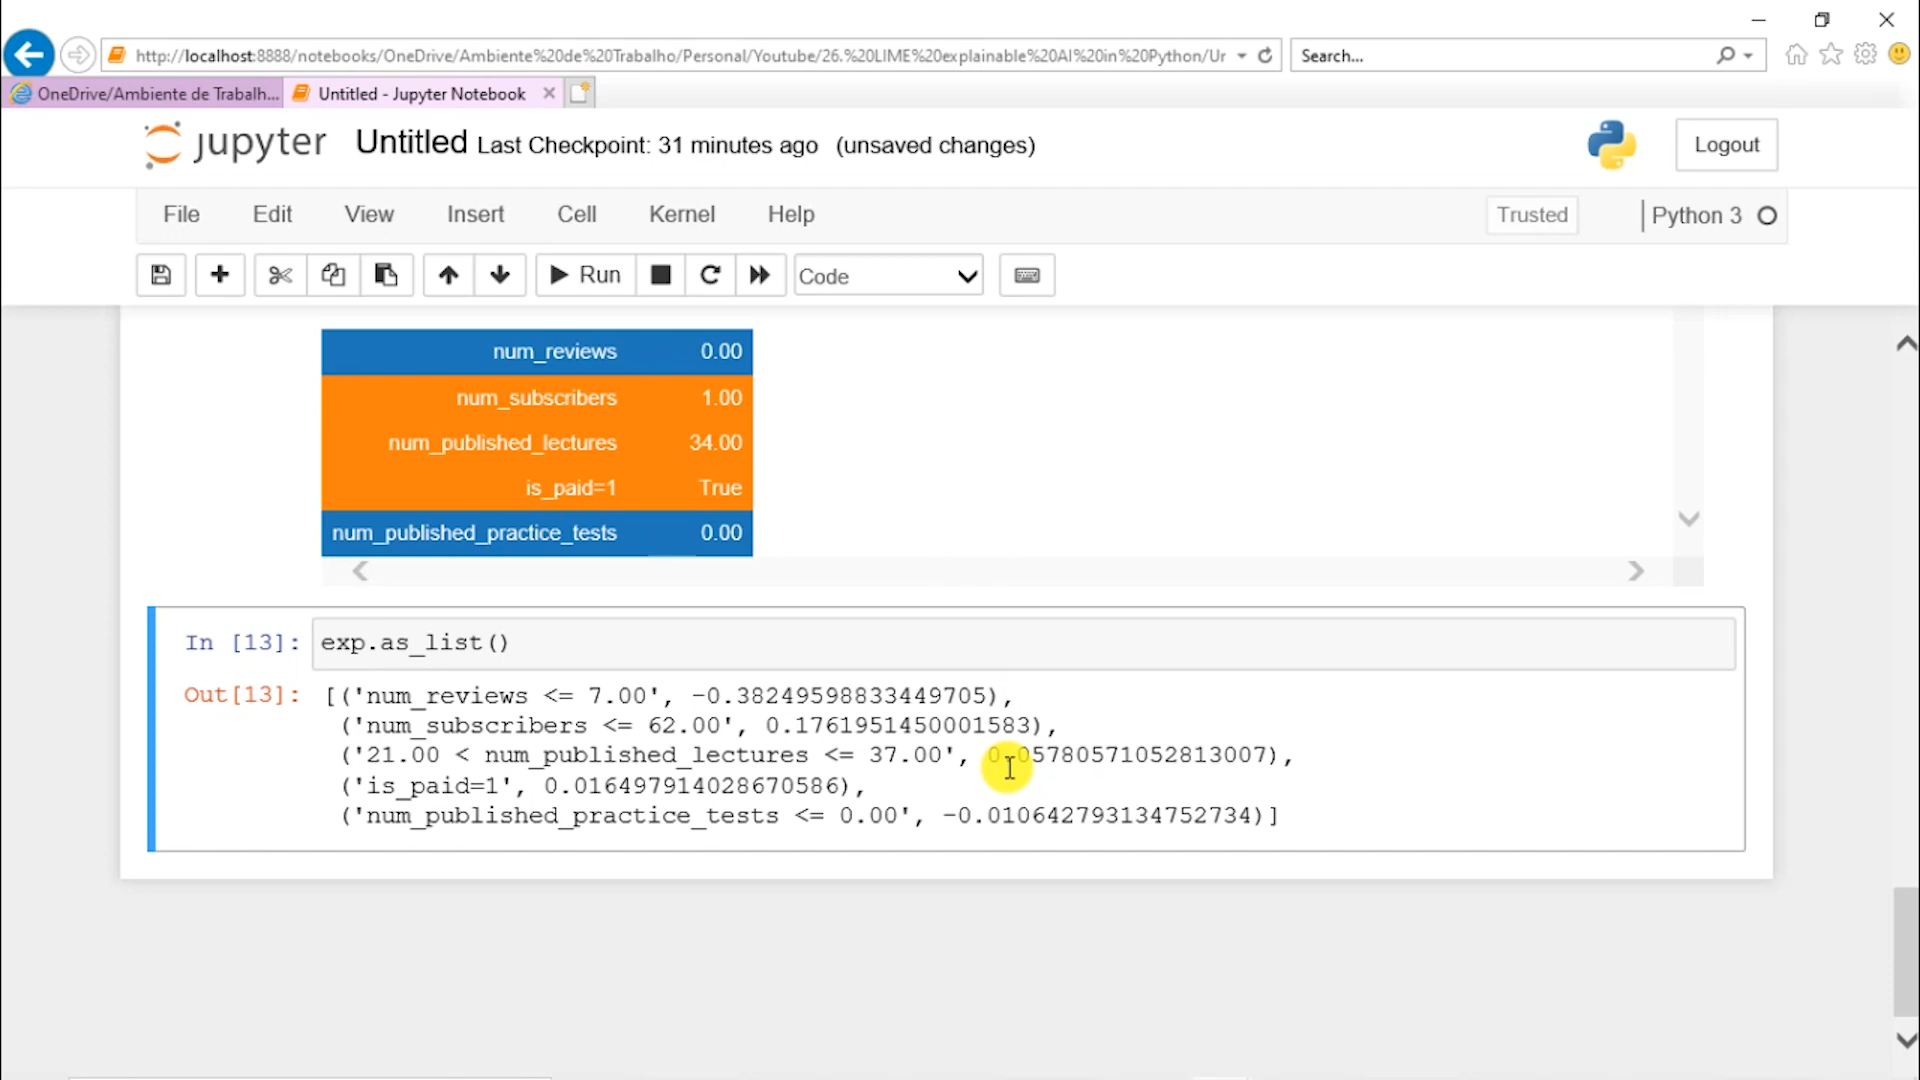 http://localhost:8888/notebooks/OneDrive/Ambiente%20de%20Trabalho/Personal/Youtube/26.%20LIME%20explainable%20AI%20in%20Python/Ur
Search...
OneDrive/Ambiente de Trabalh...
Untitled - Jupyter Notebook
jupyter Untitled Last Checkpoint: 31 minutes ago (unsaved changes)
Logout
File Edit View Insert Cell Kernel Help
Trusted
Python 3
Run
Code
num_reviews 0.00
num_subscribers 1.00
num_published_lectures 34.00
is_paid=1 True
num_published_practice_tests 0.00
In [13]: exp.as_list()
Out[13]: [('num_reviews <= 7.00', -0.38249598833449705),
('num_subscribers <= 62.00', 0.1761951450001583),
('21.00 < num_published_lectures <= 37.00', 0.05780571052813007),
('is_paid=1', 0.016497914028670586),
('num_published_practice_tests <= 0.00', -0.010642793134752734)]